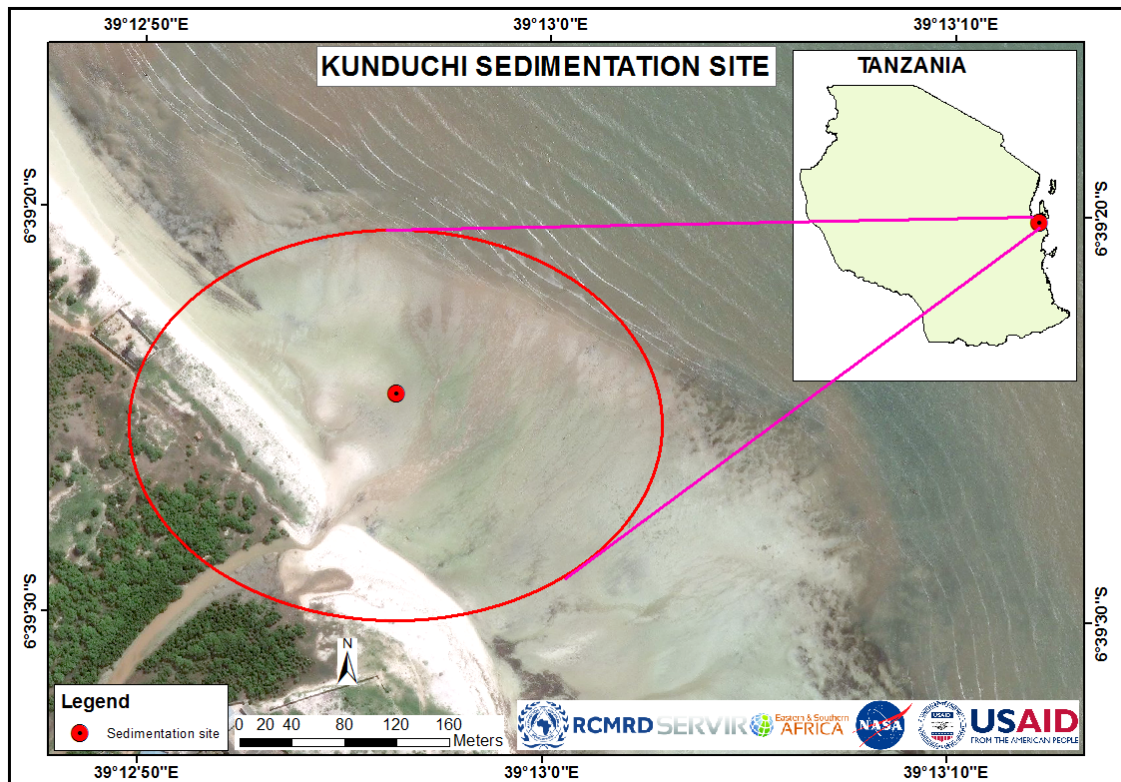 39°12'50"E 39°13'0"E 39°13'10"E
KUNDUCHI SEDIMENTATION SITE
TANZANIA
6°39'20"S
6°39'20"S
6°39'30"S
6°39'30"S
N
Legend
Sedimentation site
0 20 40 80 120 160
Meters
RCMRD
SERVIR
Eastern & Southern
AFRICA
NASA
USAID
USAID
FROM THE AMERICAN PEOPLE
39°12'50"E 39°13'0"E 39°13'10"E